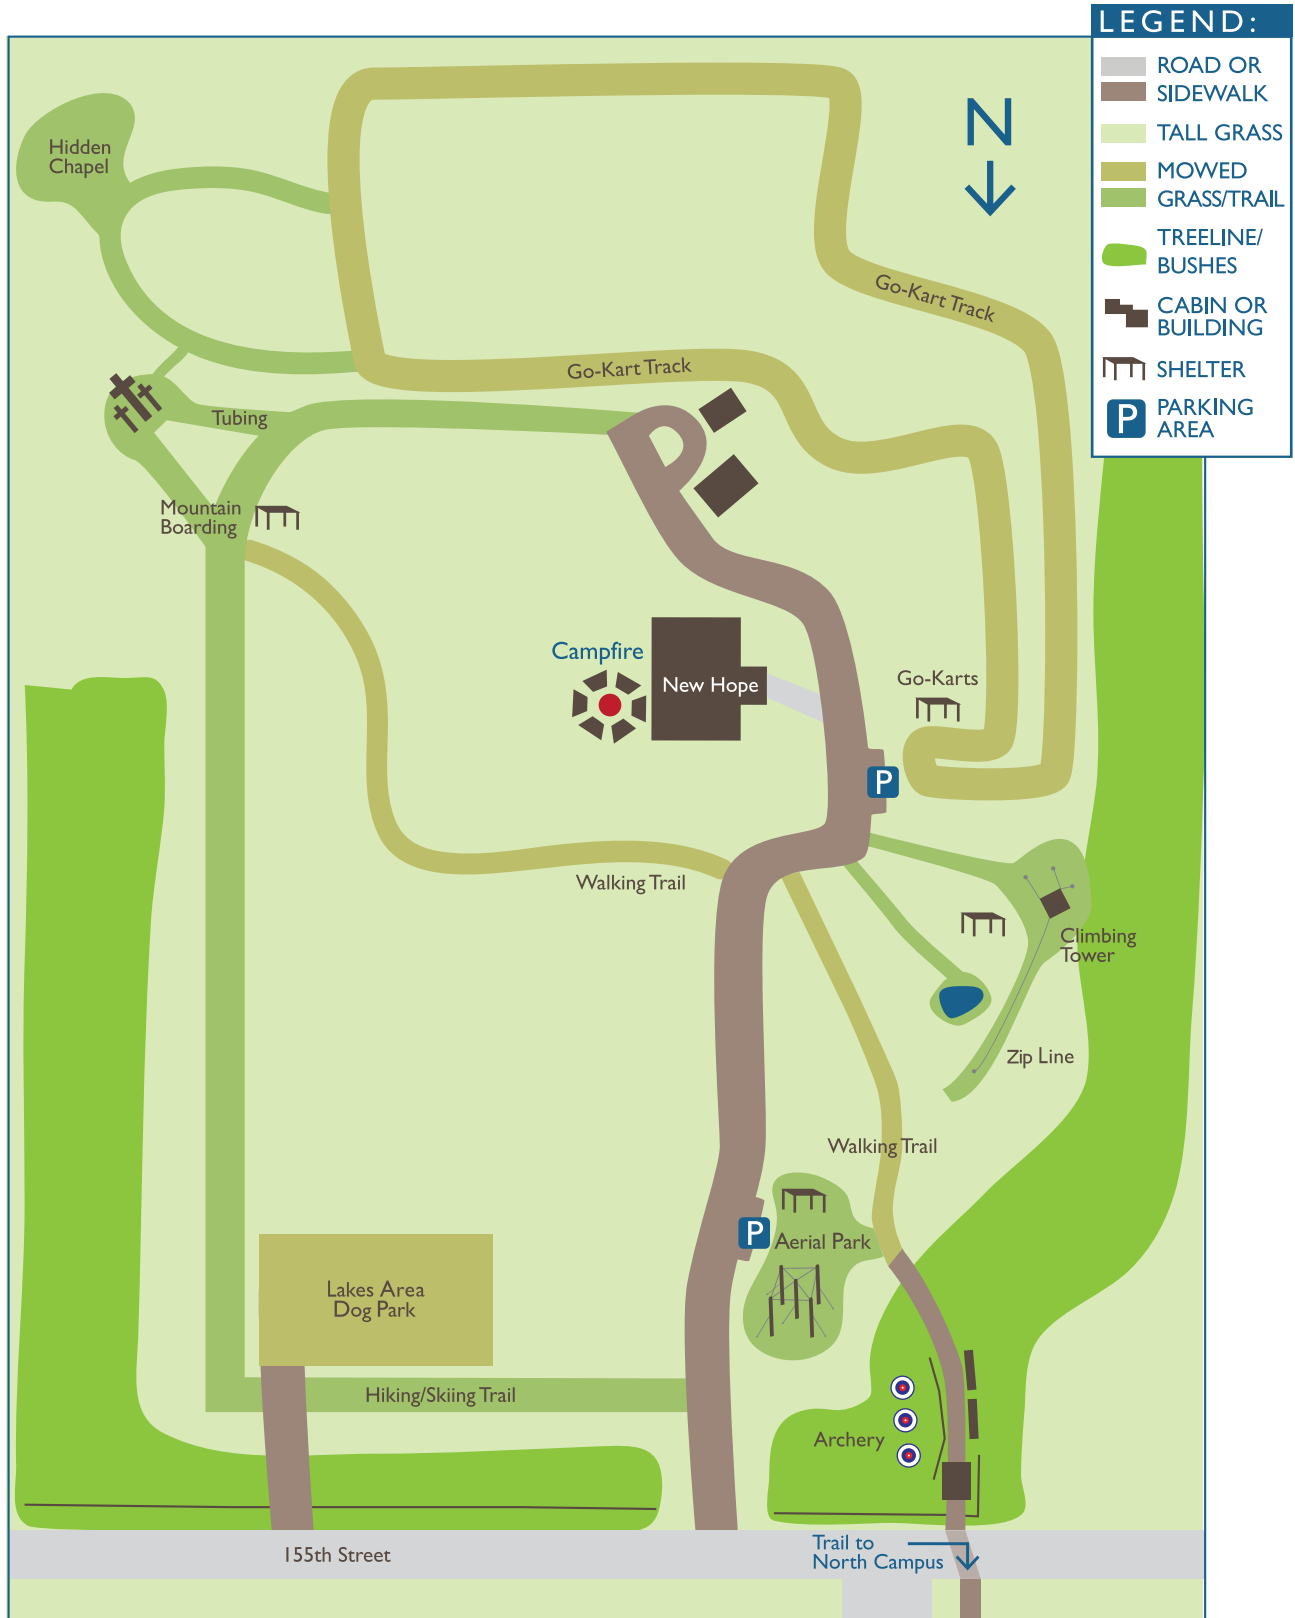 LEGEND:
ROAD OR
SIDEWALK
TALL GRASS
MOWED
GRASS/TRAIL
TREELINE/
BUSHES
CABIN OR
BUILDING
SHELTER
P
PARKING
AREA
N
Hidden
Chapel
Go-Kart Track
Go-Kart Track
Tubing
Mountain
Boarding
Campfire
New Hope
Go-Karts
P
Walking Trail
Climbing
Tower
Zip Line
Walking Trail
P
Aerial Park
Lakes Area
Dog Park
Hiking/Skiing Trail
Archery
155th Street
Trail to
North Campus